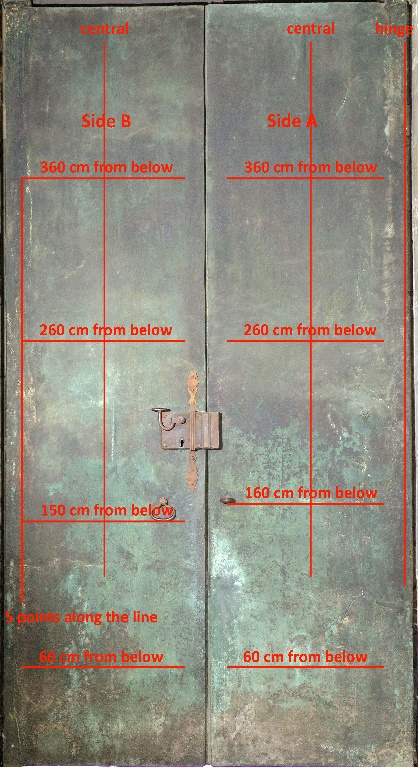 central central hinge
Side B Side A
360 cm from below 360 cm from below
260 cm from below 260 cm from below
160 cm from below
150 cm from below
5 points along the line
60 cm from below 60 cm from below